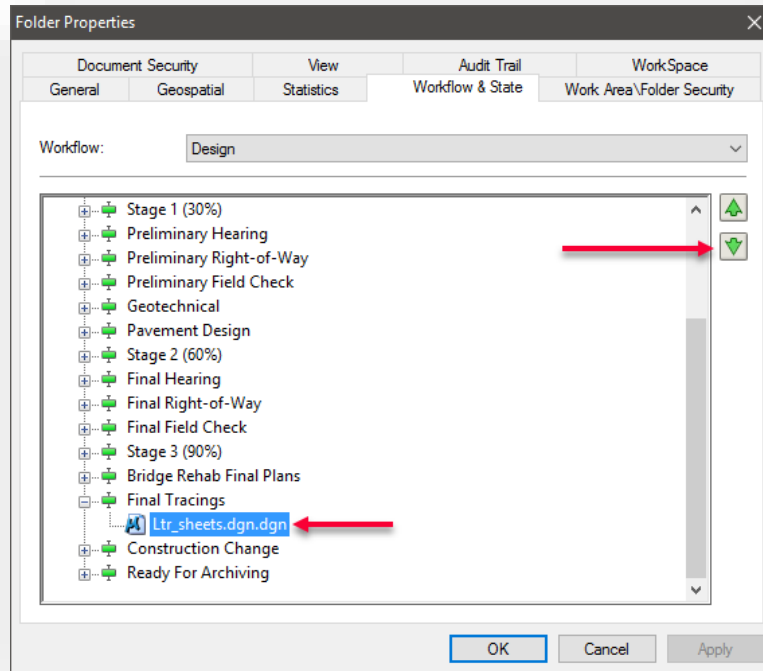 Folder Properties
Document Security View Audit Trail WorkSpace
General Geospatial Statistics Workflow & State Work Area\Folder Security
Workflow: Design
Stage 1 (30%)
Preliminary Hearing
Preliminary Right-of-Way
Preliminary Field Check
Geotechnical
Pavement Design
Stage 2 (60%)
Final Hearing
Final Right-of-Way
Final Field Check
Stage 3 (90%)
Bridge Rehab Final Plans
Final Tracings
Ltr_sheets.dgn.dgn
Construction Change
Ready For Archiving
OK Cancel Apply